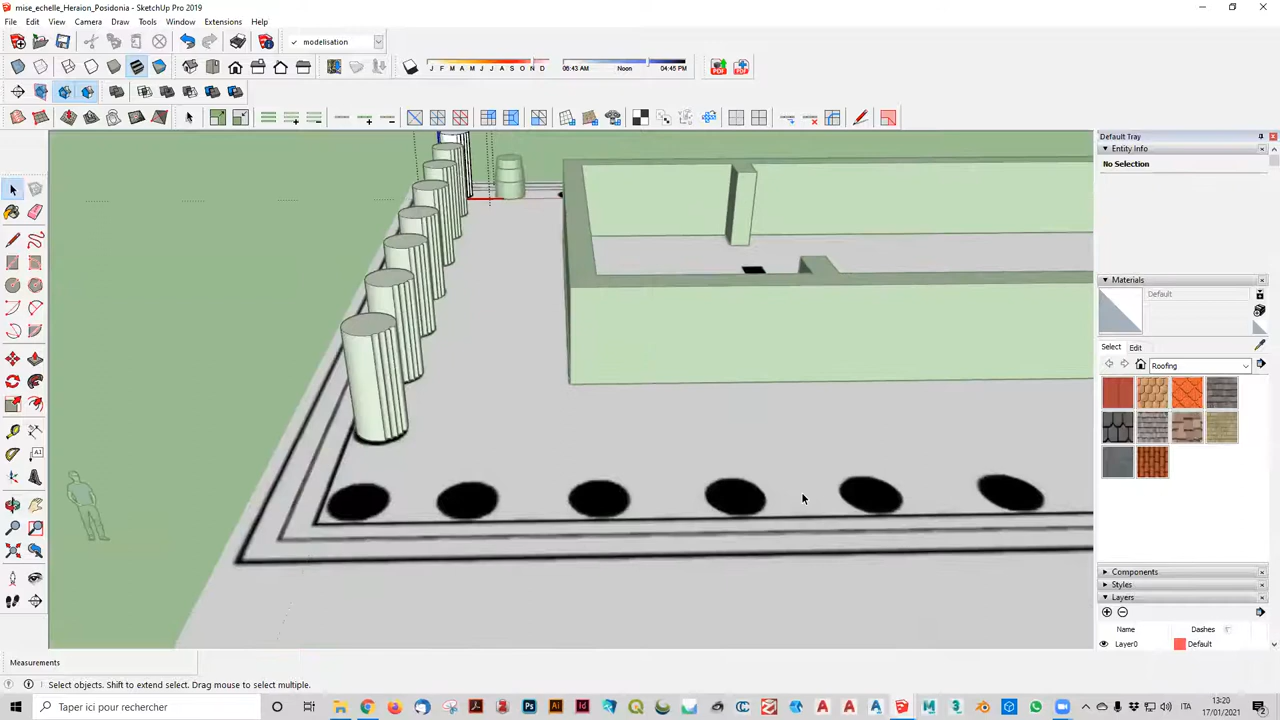 mise_echelle_Heraion_Posidonia - SketchUp Pro 2019
File Edit View Camera Draw Tools Window Extensions Help
modelisation
J F M A M J J A S O N D
06:43 AM Noon 04:45 PM
Default Tray
Entity Info
No Selection
Materials
Default
Select Edit
Roofing
Components
Styles
Layers
Name Dashes
Layer0 Default
Measurements
Select objects. Shift to extend select. Drag mouse to select multiple.
Taper ici pour rechercher
ITA
13:20
17/01/2021